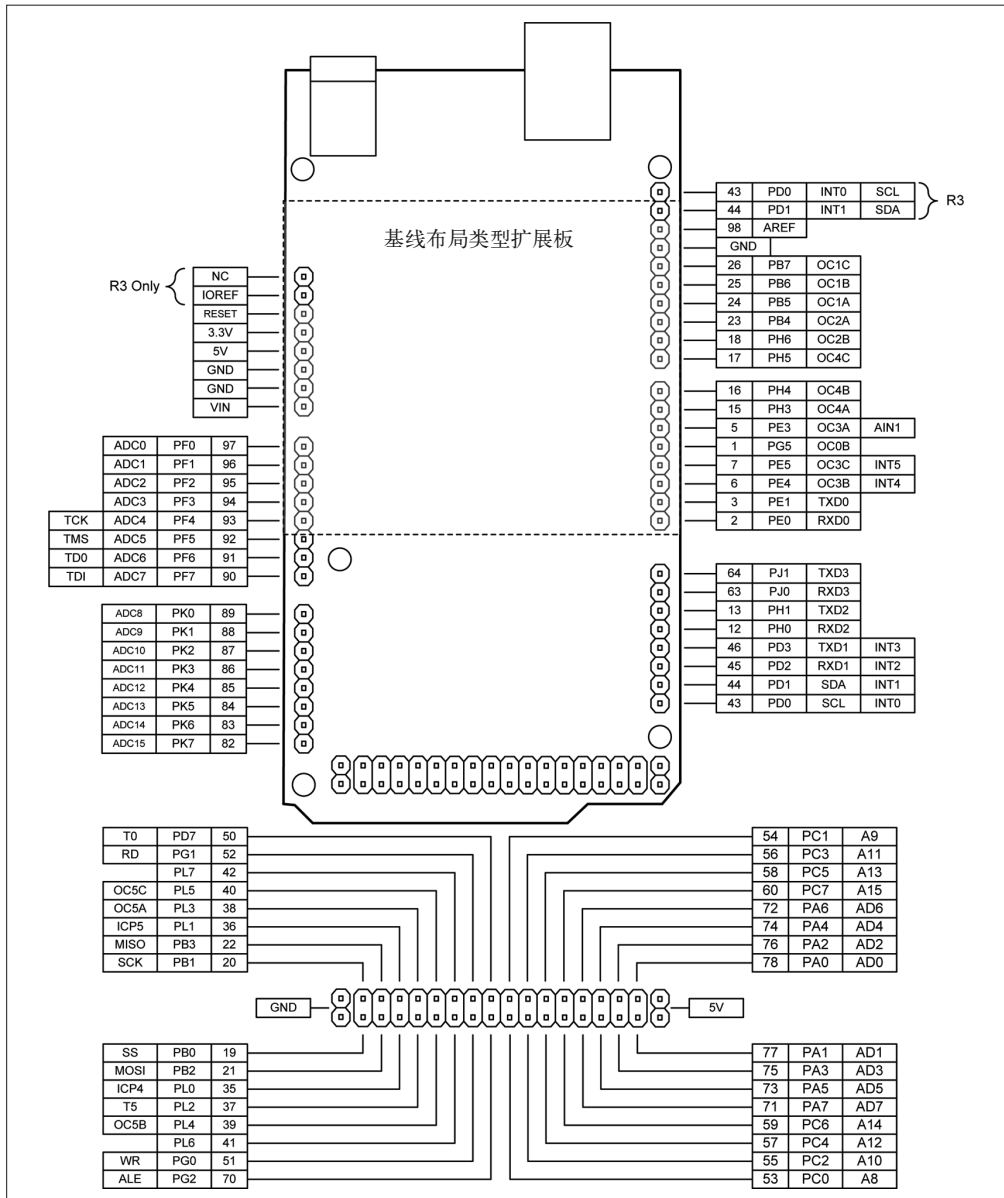 43 PD0 INT0 SCL
44 PD1 INT1 SDA
R3
98 AREF
GND
基线布局类型扩展板
26 PB7 OC1C
25 PB6 OC1B
24 PB5 OC1A
23 PB4 OC2A
18 PH6 OC2B
17 PH5 OC4C
R3 Only
NC
IOREF
RESET
3.3V
5V
GND
GND
VIN
16 PH4 OC4B
15 PH3 OC4A
5 PE3 OC3A AIN1
1 PG5 OC0B
7 PE5 OC3C INT5
6 PE4 OC3B INT4
3 PE1 TXD0
2 PE0 RXD0
ADC0 PF0 97
ADC1 PF1 96
ADC2 PF2 95
ADC3 PF3 94
TCK ADC4 PF4 93
TMS ADC5 PF5 92
TD0 ADC6 PF6 91
TDI ADC7 PF7 90
64 PJ1 TXD3
63 PJ0 RXD3
13 PH1 TXD2
12 PH0 RXD2
46 PD3 TXD1 INT3
45 PD2 RXD1 INT2
44 PD1 SDA INT1
43 PD0 SCL INT0
ADC8 PK0 89
ADC9 PK1 88
ADC10 PK2 87
ADC11 PK3 86
ADC12 PK4 85
ADC13 PK5 84
ADC14 PK6 83
ADC15 PK7 82
T0 PD7 50
RD PG1 52
PL7 42
OC5C PL5 40
OC5A PL3 38
ICP5 PL1 36
MISO PB3 22
SCK PB1 20
54 PC1 A9
56 PC3 A11
58 PC5 A13
60 PC7 A15
72 PA6 AD6
74 PA4 AD4
76 PA2 AD2
78 PA0 AD0
GND
5V
SS PB0 19
MOSI PB2 21
ICP4 PL0 35
T5 PL2 37
OC5B PL4 39
PL6 41
WR PG0 51
ALE PG2 70
77 PA1 AD1
75 PA3 AD3
73 PA5 AD5
71 PA7 AD7
59 PC6 A14
57 PC4 A12
55 PC2 A10
53 PC0 A8